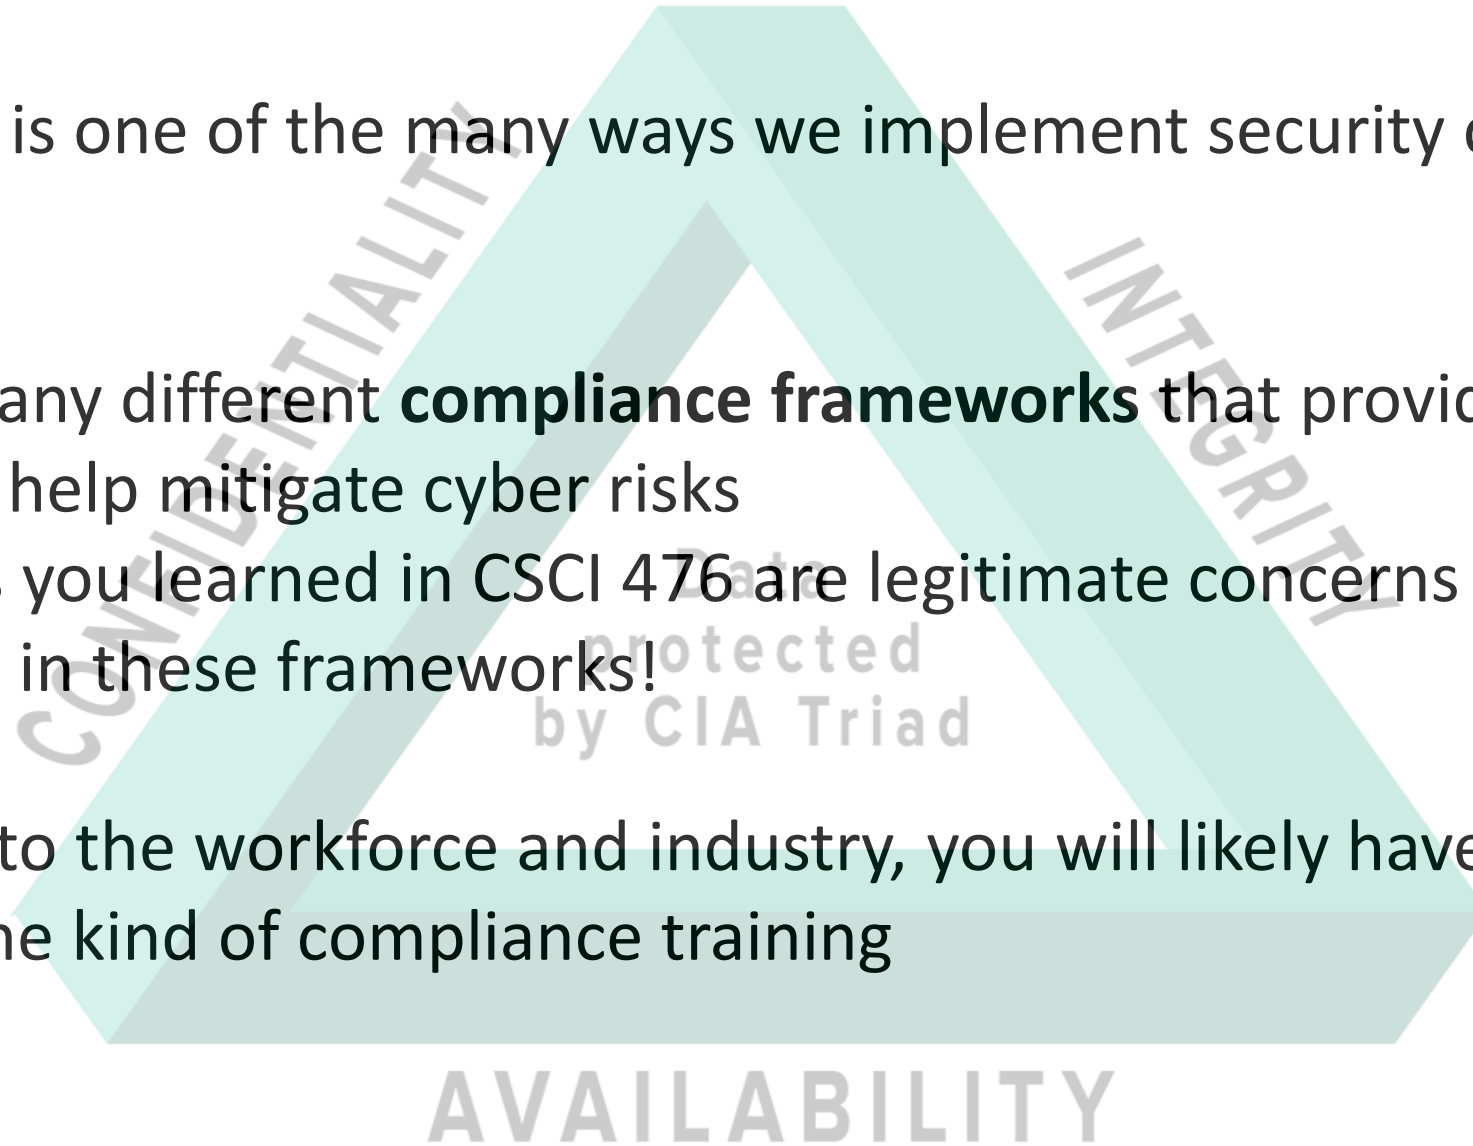 is one of the many ways we implement security
any different compliance frameworks that
help mitigate cyber risks
you learned in CSCI 476 are legitimate concerns
in these frameworks!
to the workforce and industry, you will likely have
kind of compliance training
CONFIDENTIALITY
INTEGRITY
Data
protected
by CIA Triad
AVAILABILITY